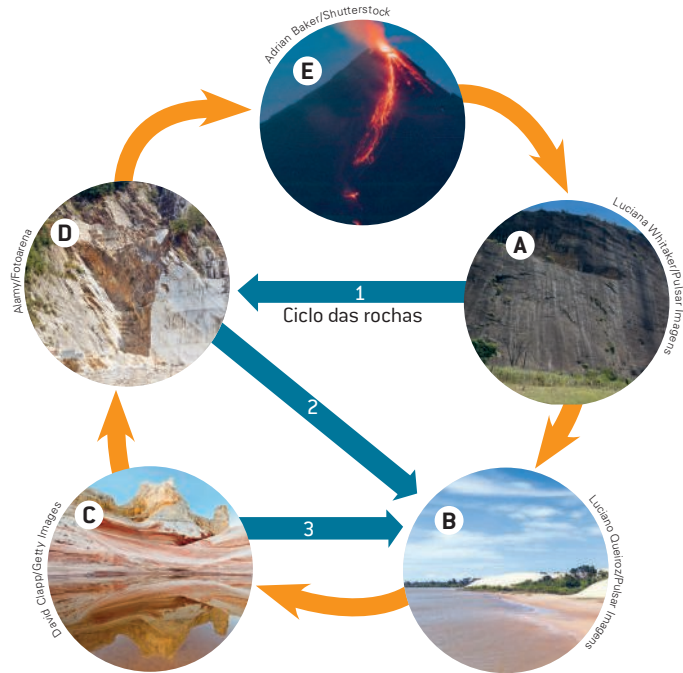 Adrian Baker/Shutterstock
E
Luciana Whitaker/Pulsar Imagens
A
Alamy/Fotoarena
D
1
Ciclo das rochas
2
3
C
David Clapp/Getty Images
B
Luciano Queiroz/Pulsar Imagens